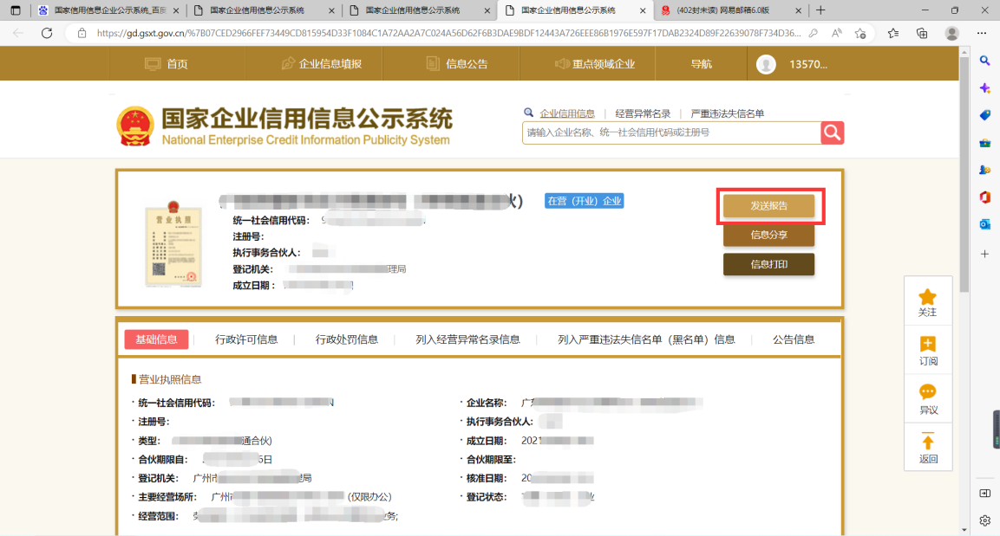 国家信用信息企业公示系统_百度
国家企业信用信息公示系统
国家企业信用信息公示系统
国家企业信用信息公示系统
(402封未读) 网易邮箱6.0版
https://gd.gsxt.gov.cn/%7B07CED2966FEF73449CD815954D33F1084C1A72AA2A7C024A56D62F6B3DAE9BDF12443A726EEE86B1976E597F17DAB2324D89F22639078F734D36...
首页
企业信息填报
信息公告
重点领域企业
导航
13570...
国家企业信用信息公示系统
National Enterprise Credit Information Publicity System
企业信用信息 | 经营异常名录 | 严重违法失信名单
请输入企业名称、统一社会信用代码或注册号
营业执照
伙)
在营（开业）企业
统一社会信用代码： 9
注册号：
执行事务合伙人：
登记机关： 理局
成立日期：
发送报告
信息分享
信息打印
关注
订阅
异议
返回
基础信息
行政许可信息
行政处罚信息
列入经营异常名录信息
列入严重违法失信名单（黑名单）信息
公告信息
营业执照信息
· 统一社会信用代码：
· 企业名称： 广
· 注册号：
· 执行事务合伙人：
· 类型： 通合伙)
· 成立日期： 2021
· 合伙期限自： 6日
· 合伙期限至：
· 登记机关： 广州市 局
· 核准日期： 20
· 主要经营场所： 广州市 (仅限办公)
· 登记状态： 业
· 经营范围： 务;